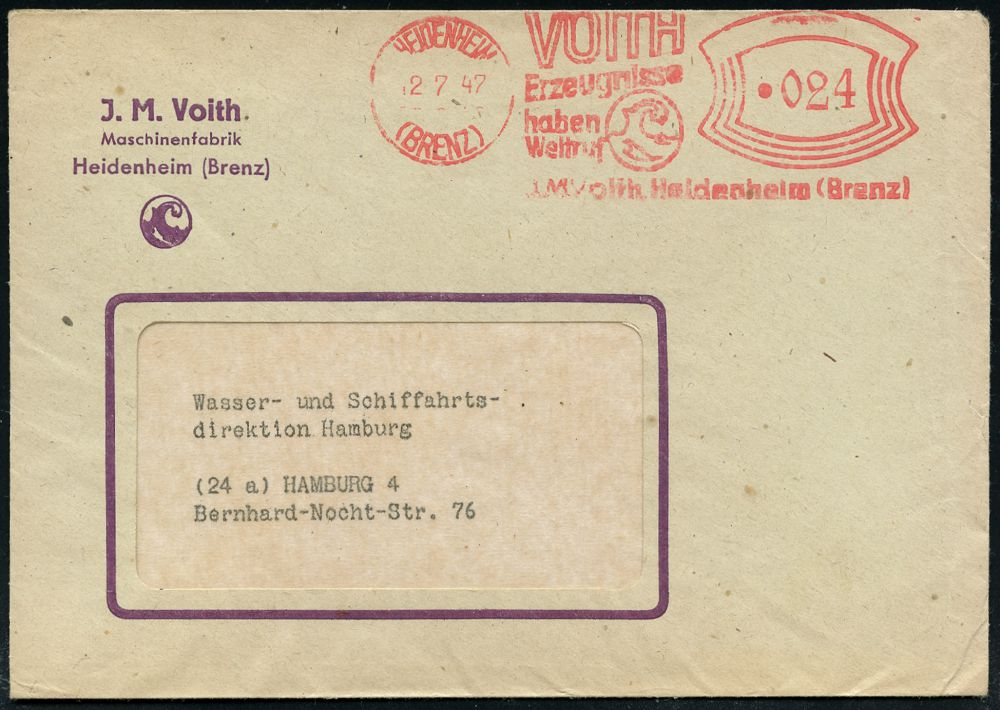 J. M. Voith
Maschinenfabrik
Heidenheim (Brenz)
HEIDENHEIM
2 7 47
(BRENZ)
VOITH
Erzeugnisse
haben
Weltruf
J.M.Voith, Heidenheim (Brenz)
024
Wasser- und Schiffahrts-
direktion Hamburg
(24 a) HAMBURG 4
Bernhard-Nocht-Str. 76